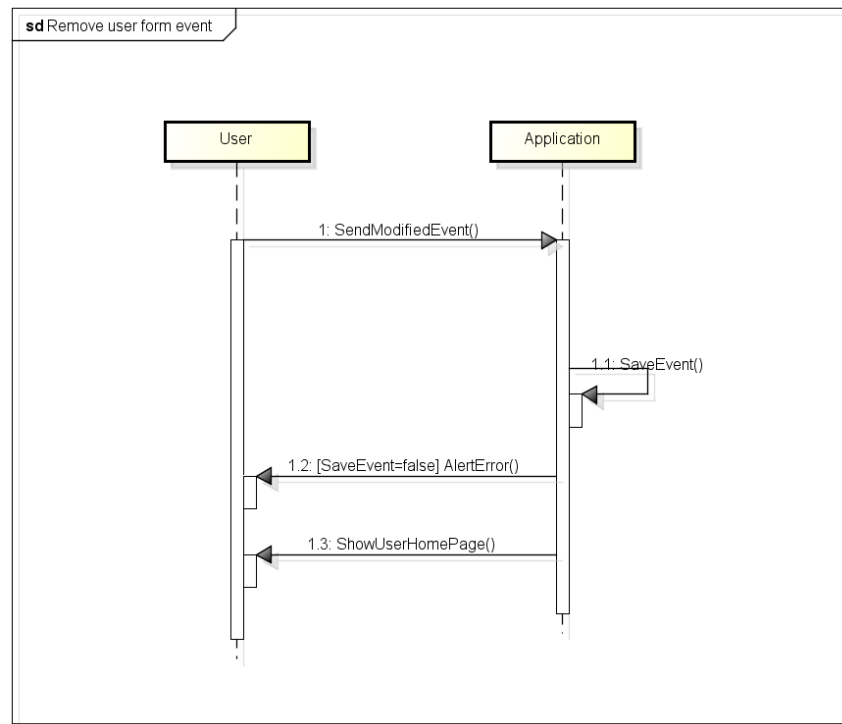 sd Remove user form event
User
Application
1: SendModifiedEvent()
1.1: SaveEvent()
1.2: [SaveEvent=false] AlertError()
1.3: ShowUserHomePage()